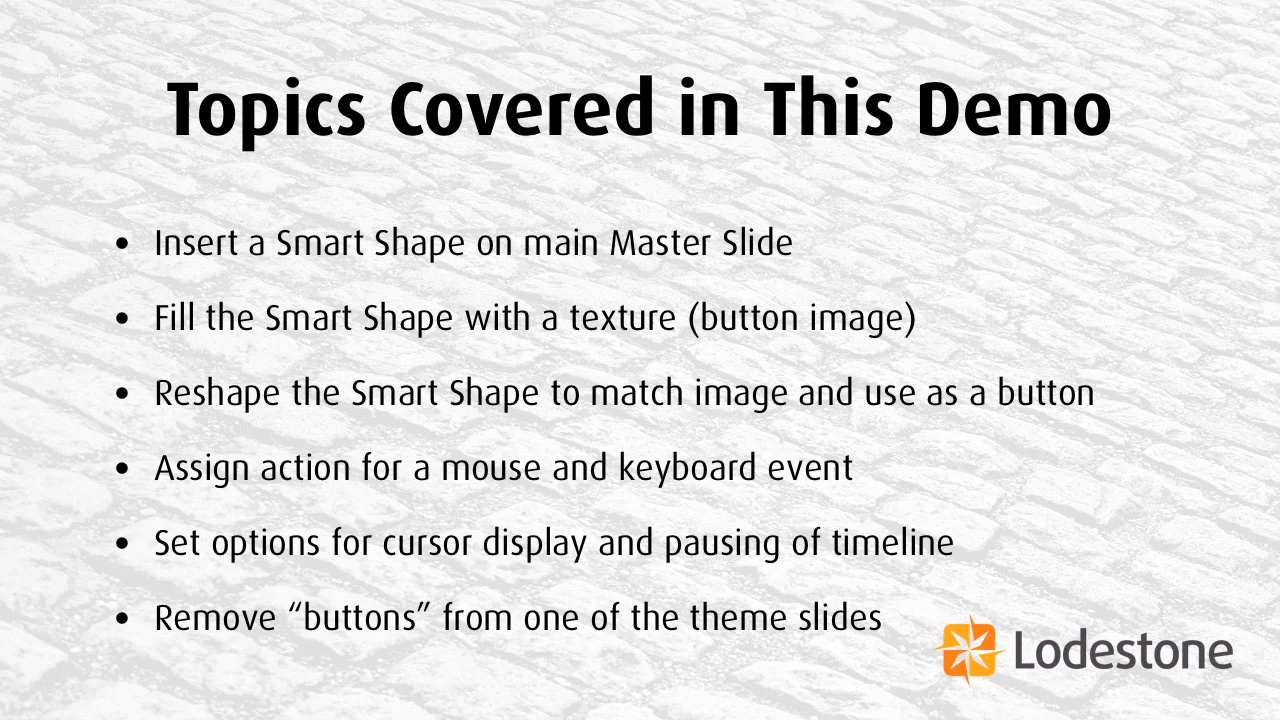 Topics Covered in This Demo
• Insert a Smart Shape on main Master Slide
• Fill the Smart Shape with a texture (button image)
• Reshape the Smart Shape to match image and use as a button
• Assign action for a mouse and keyboard event
• Set options for cursor display and pausing of timeline
• Remove “buttons” from one of the theme slides
Lodestone